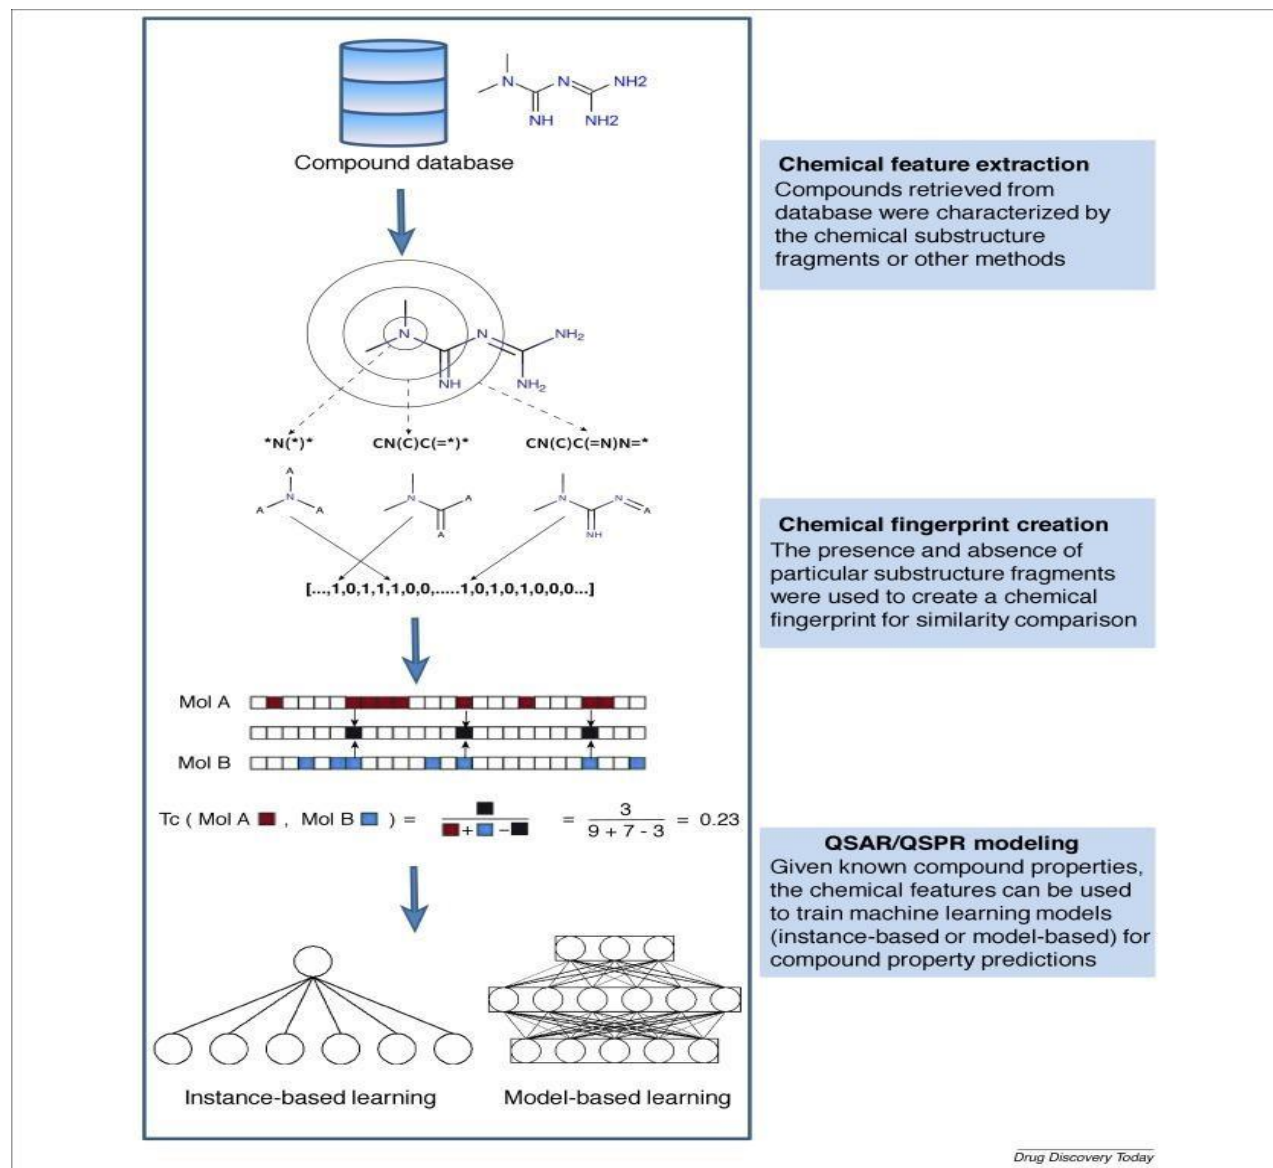 N
N
NH2
NH
NH2
Compound database
Chemical feature extraction
Compounds retrieved from
database were characterized by
the chemical substructure
fragments or other methods
N
N
NH₂
NH
NH₂
*N(*)*
CN(C)C(=*)*
CN(C)C(=N)N=*
A
N
A
A
N
A
A
N
A
NH
[...,1,0,1,1,1,0,0,.....1,0,1,0,1,0,0,0...]
Chemical fingerprint creation
The presence and absence of
particular substructure fragments
were used to create a chemical
fingerprint for similarity comparison
Mol A
Mol B
Tc ( Mol A , Mol B ) = + − = 3 / 9 + 7 - 3 = 0.23
QSAR/QSPR modeling
Given known compound properties,
the chemical features can be used
to train machine learning models
(instance-based or model-based) for
compound property predictions
Instance-based learning
Model-based learning
Drug Discovery Today